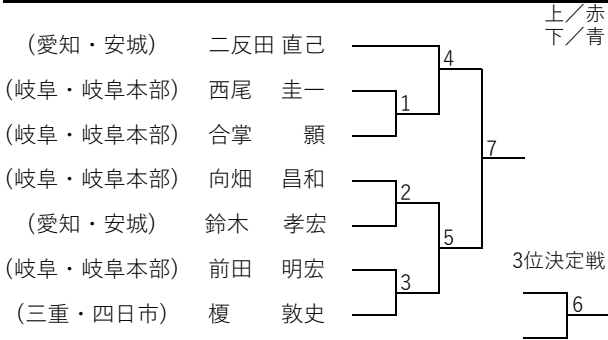 上／赤
下／青
(愛知・安城) 二反田 直己
(岐阜・岐阜本部) 西尾 圭一
(岐阜・岐阜本部) 合掌 顕
(岐阜・岐阜本部) 向畑 昌和
(愛知・安城) 鈴木 孝宏
(岐阜・岐阜本部) 前田 明宏
(三重・四日市) 榎 敦史
4
1
7
2
5
3
3位決定戦
6